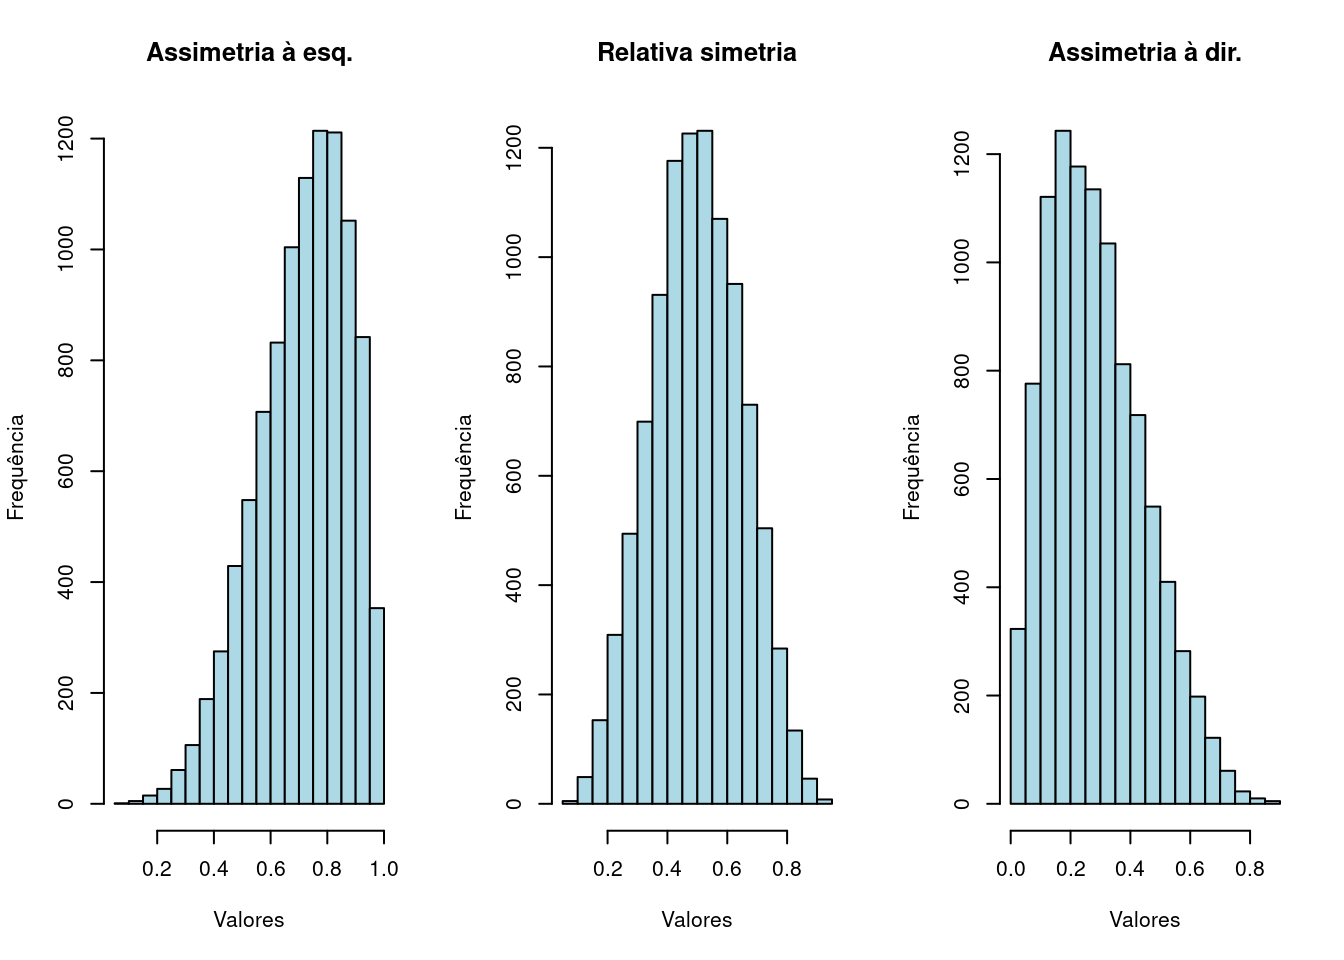 Assimetria à esq.
Frequência
1200
1000
800
600
400
200
0
0.2 0.4 0.6 0.8 1.0
Valores
Relativa simetria
Frequência
1200
1000
800
600
400
200
0
0.2 0.4 0.6 0.8
Valores
Assimetria à dir.
Frequência
1200
1000
800
600
400
200
0
0.0 0.2 0.4 0.6 0.8
Valores